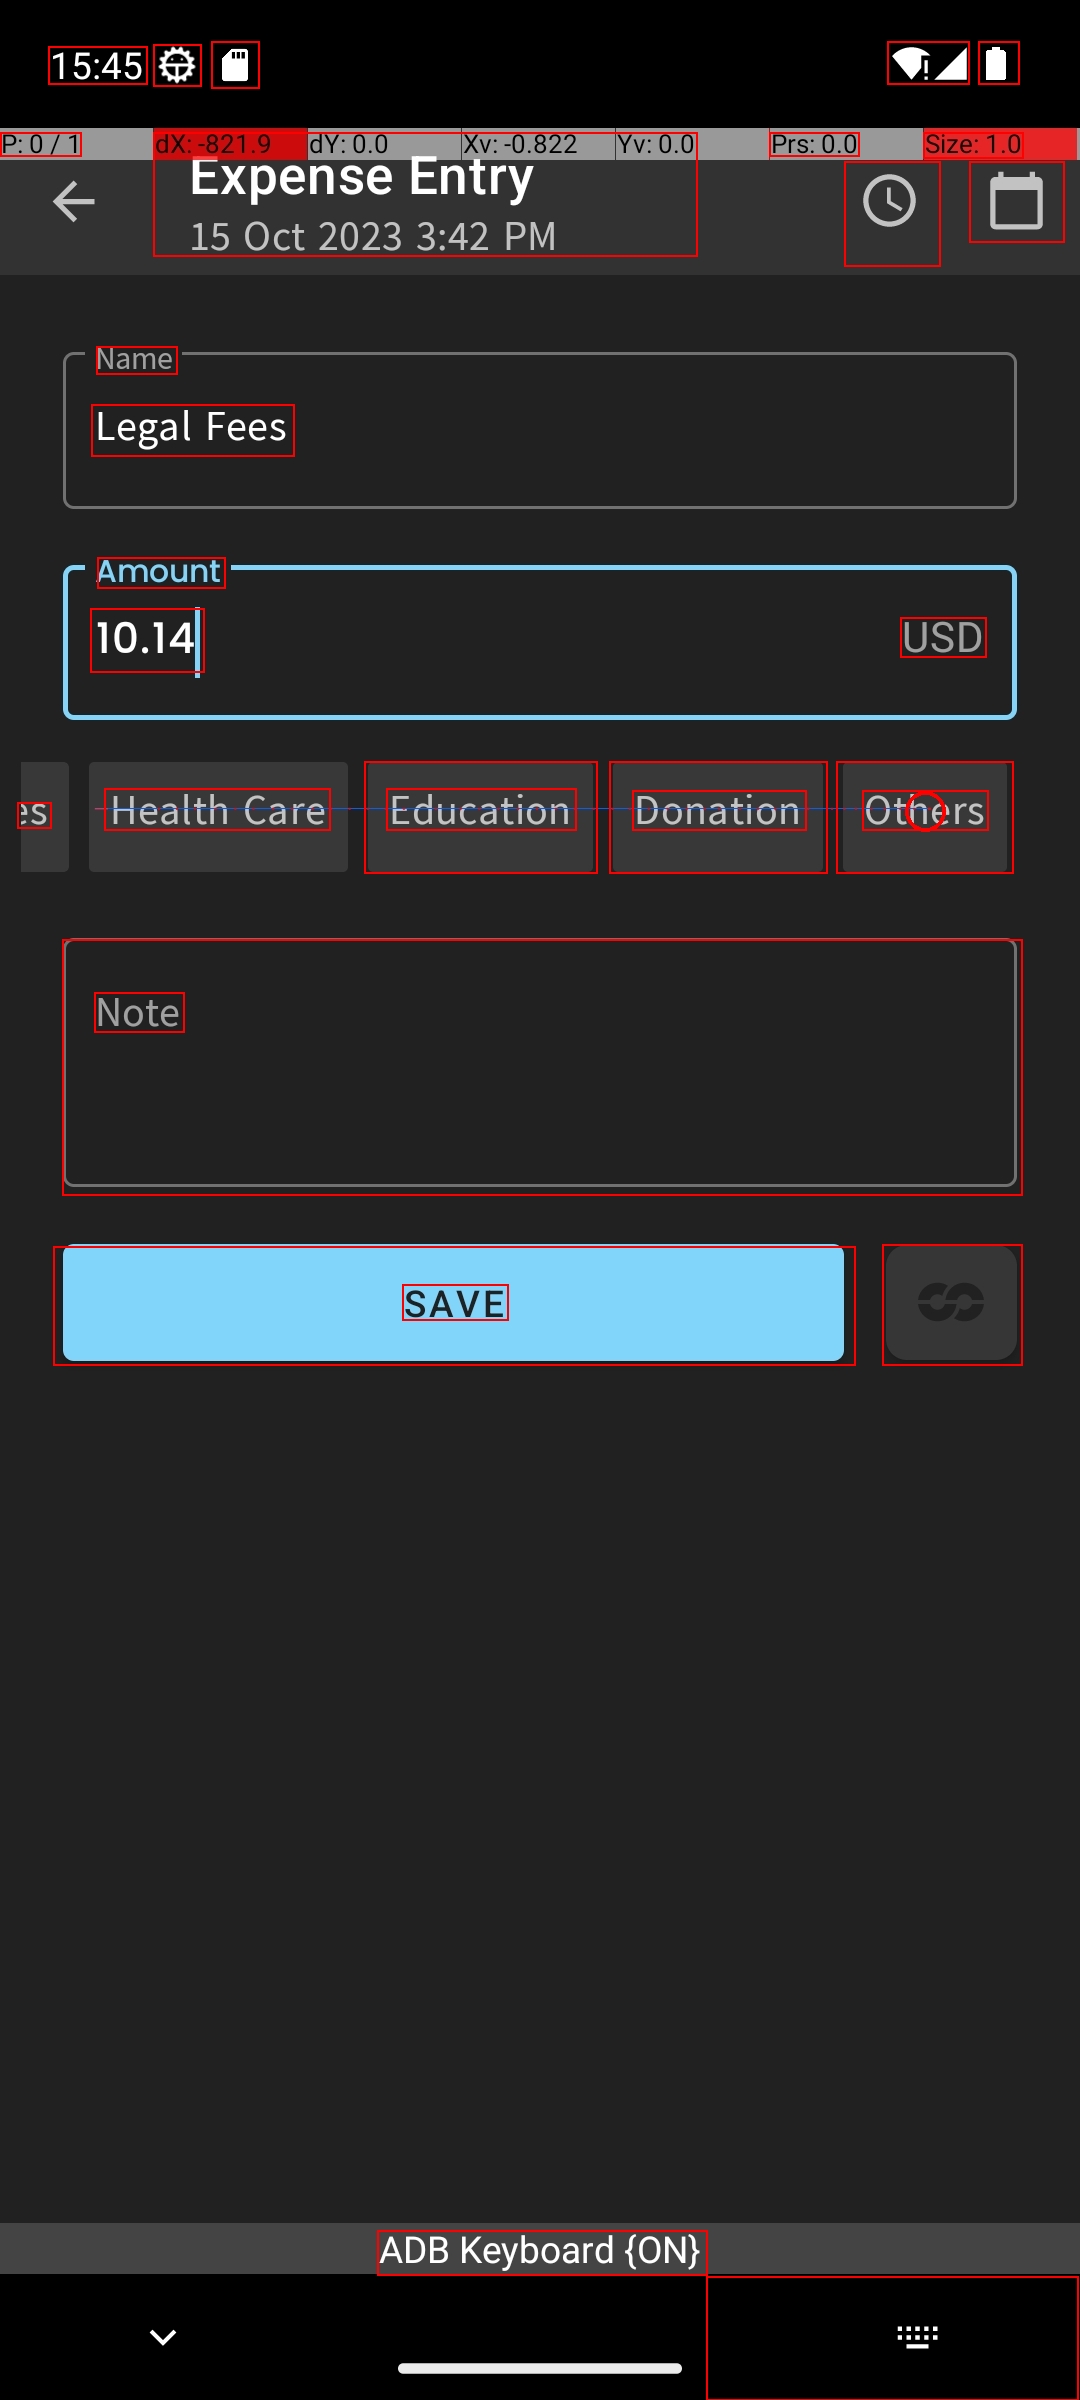 15:45
P: 0 / 1 dX: -821.9 dY: 0.0 Xv: -0.822 Yv: 0.0 Prs: 0.0 Size: 1.0
Expense Entry
15 Oct 2023 3:42 PM
Name
Legal Fees
Amount
10.14 USD
es Health Care Education Donation Others
Note
SAVE
ADB Keyboard {ON}